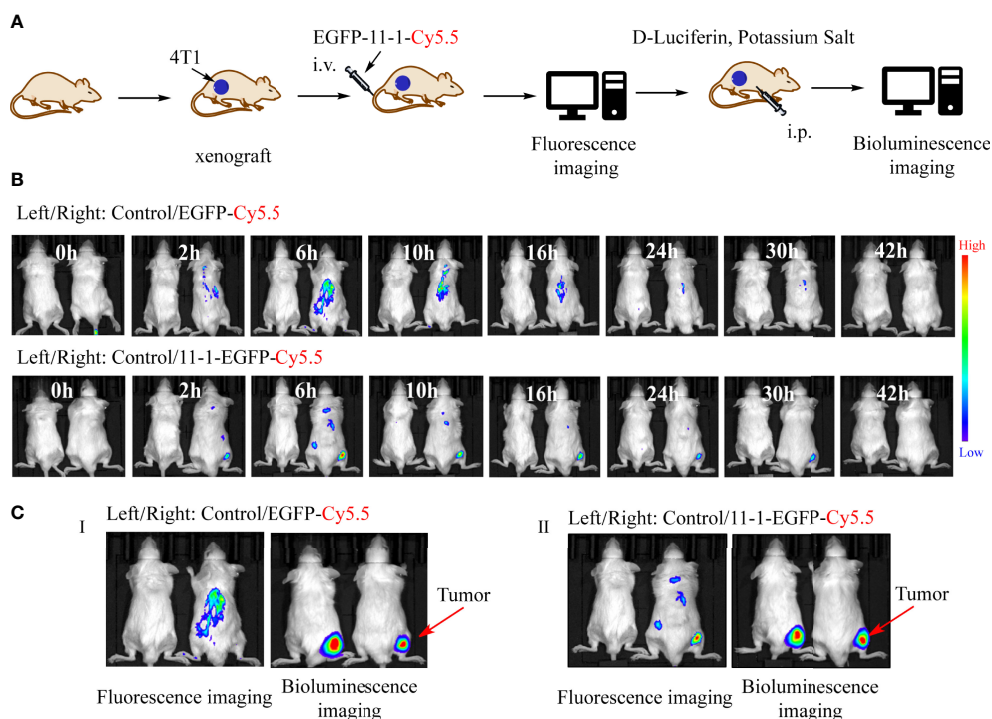 A
4T1
EGFP-11-1-Cy5.5
i.v.
D-Luciferin, Potassium Salt
i.p.
xenograft
Fluorescence
imaging
Bioluminescence
imaging
B
Left/Right: Control/EGFP-Cy5.5
0h 2h 6h 10h 16h 24h 30h 42h
High
Left/Right: Control/11-1-EGFP-Cy5.5
0h 2h 6h 10h 16h 24h 30h 42h
Low
C
I
Left/Right: Control/EGFP-Cy5.5
Tumor
Fluorescence imaging
Bioluminescence
imaging
II
Left/Right: Control/11-1-EGFP-Cy5.5
Tumor
Fluorescence imaging
Bioluminescence
imaging